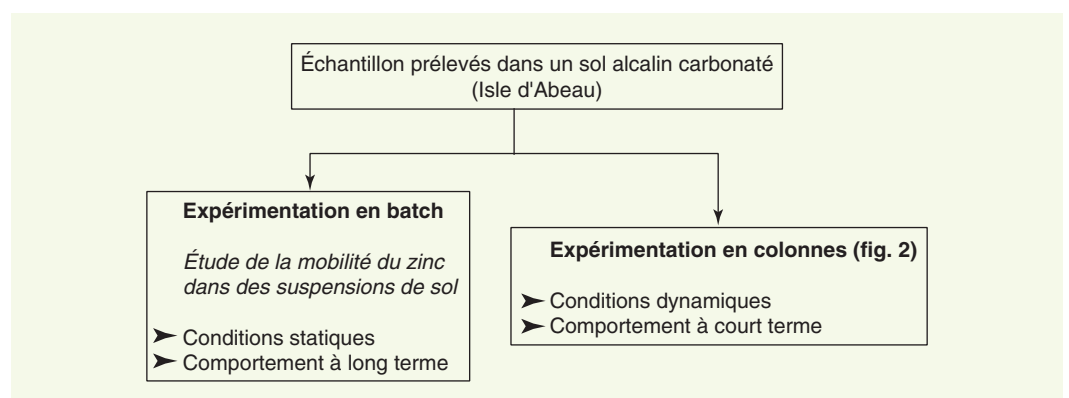 Échantillon prélevés dans un sol alcalin carbonaté
(Isle d'Abeau)
Expérimentation en batch
Étude de la mobilité du zinc
dans des suspensions de sol
Conditions statiques
Comportement à long terme
Expérimentation en colonnes (fig. 2)
Conditions dynamiques
Comportement à court terme